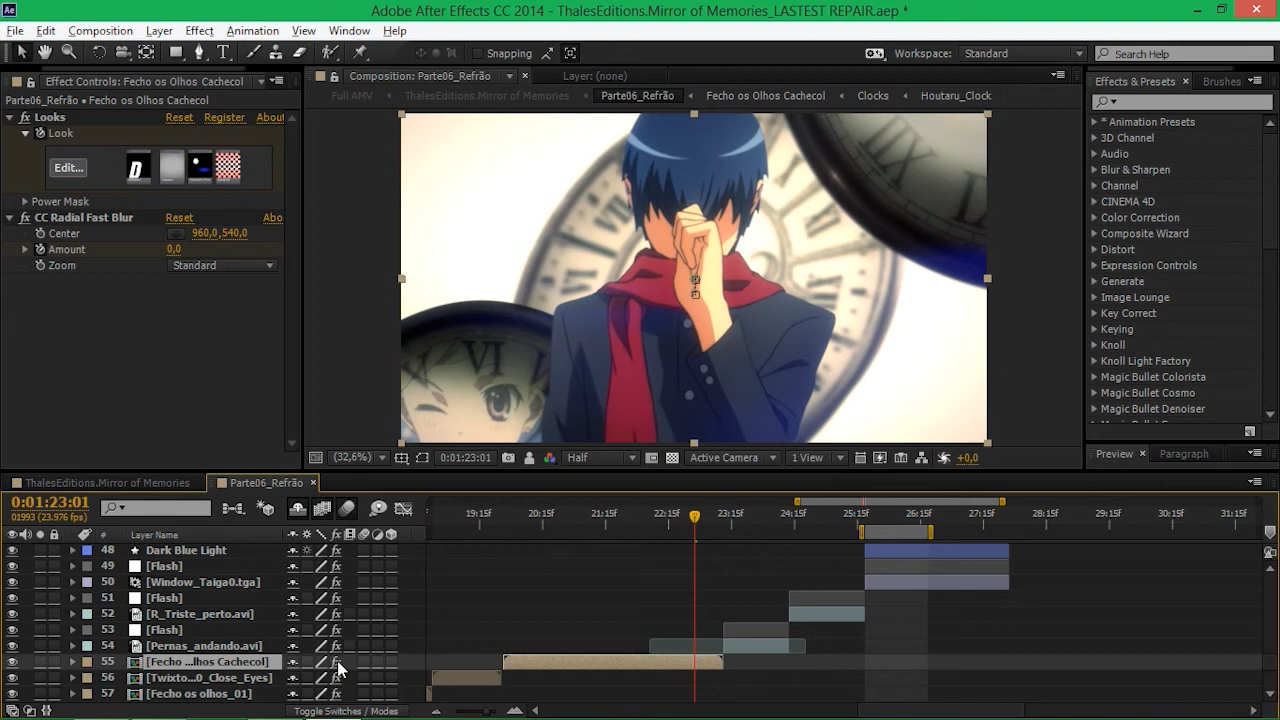 Ae Adobe After Effects CC 2014 - ThalesEditions.Mirror of Memories_LASTEST REPAIR.aep *
File Edit Composition Layer Effect Animation View Window Help
Snapping Workspace: Standard Search Help
Effect Controls: Fecho os Olhos Cachecol
Parte06_Refrão • Fecho os Olhos Cachecol
fx Looks Reset Register Abou
Look
Edit... D
Power Mask
fx CC Radial Fast Blur Reset Abo
Center 960,0,540,0
Amount 0,0
Zoom Standard
Composition: Parte06_Refrão Layer: (none)
Full AMV ThalesEditions.Mirror of Memories Parte06_Refrão Fecho os Olhos Cachecol Clocks Houtaru_Clock
(32,6%) 0:01:23:01 Half Active Camera 1 View +0,0
Effects & Presets Brushes
* Animation Presets
3D Channel
Audio
Blur & Sharpen
Channel
CINEMA 4D
Color Correction
Composite Wizard
Distort
Expression Controls
Generate
Image Lounge
Key Correct
Keying
Knoll
Knoll Light Factory
Magic Bullet Colorista
Magic Bullet Cosmo
Magic Bullet Denoiser
Preview Paragraph
ThalesEditions.Mirror of Memories Parte06_Refrão
0:01:23:01
01993 (23.976 fps)
19:15f 20:15f 21:15f 22:15f 23:15f 24:15f 25:15f 26:15f 27:15f 28:15f 29:15f 30:15f 31:15f
# Layer Name
48 Dark Blue Light
49 [Flash]
50 [Window_Taiga0.tga]
51 [Flash]
52 [R_Triste_perto.avi]
53 [Flash]
54 [Pernas_andando.avi]
55 [Fecho ...lhos Cachecol]
56 [Twixto...0_Close_Eyes]
57 [Fecho os olhos_01]
Toggle Switches / Modes